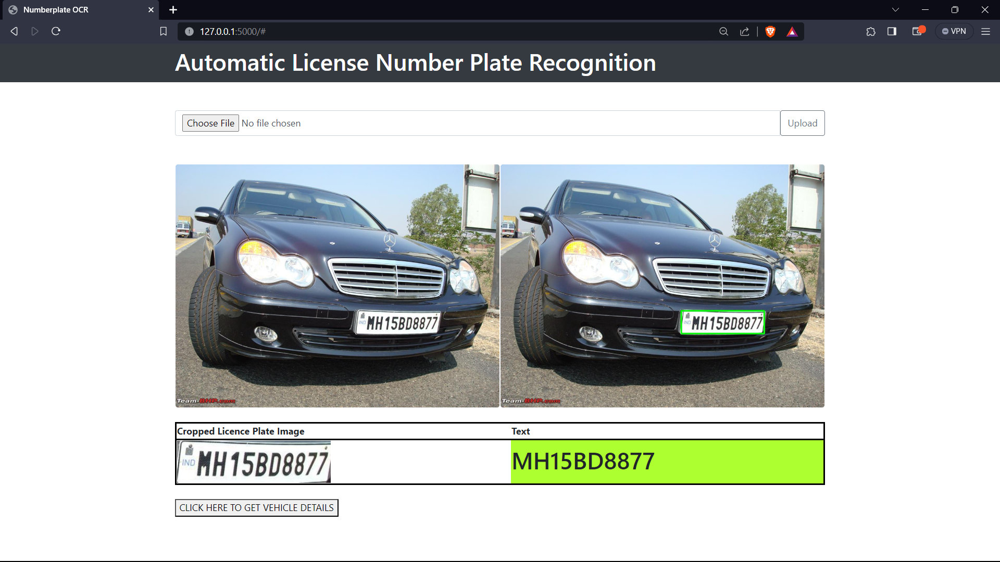 Numberplate OCR
127.0.0.1:5000/#
VPN
Automatic License Number Plate Recognition
Choose File No file chosen
Upload
IND MH15BD8877
Team-BHP.com
IND MH15BD8877
Team-BHP.com
Cropped Licence Plate Image Text
IND MH15BD8877 MH15BD8877
CLICK HERE TO GET VEHICLE DETAILS